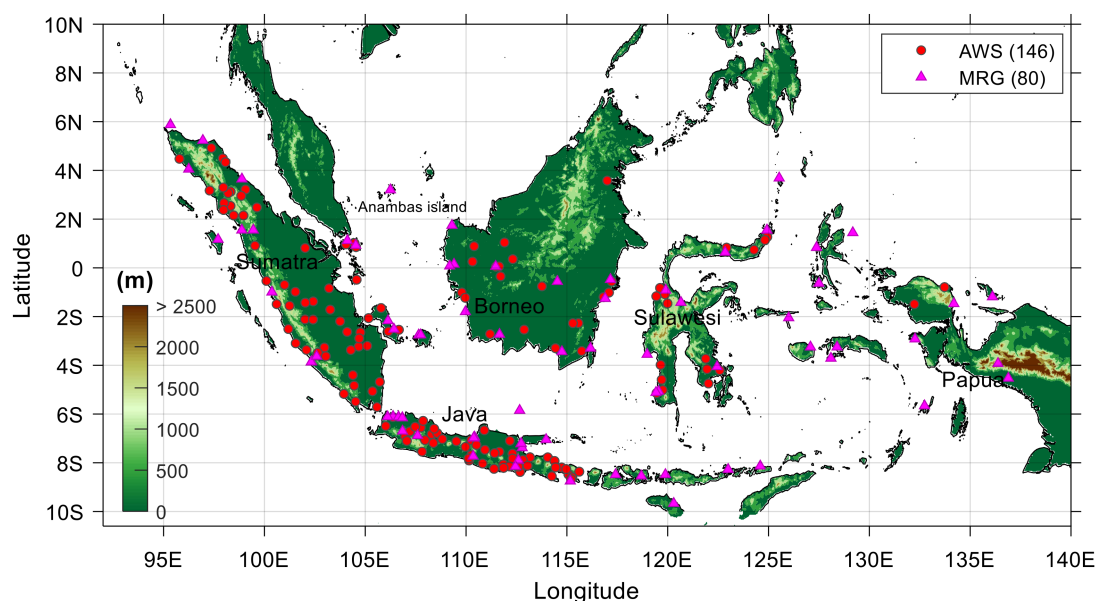 10N
8N
6N
4N
2N
0
2S
4S
6S
8S
10S
Latitude
AWS (146)
MRG (80)
Anambas island
Sumatra
Borneo
Sulawesi
Papua
Java
(m)
> 2500
2000
1500
1000
500
0
95E 100E 105E 110E 115E 120E 125E 130E 135E 140E
Longitude